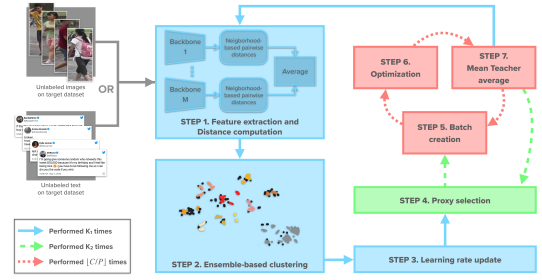 Unlabeled images
on target dataset
OR
Unlabeled text
on target dataset
Backbone
1
Neigborhood-
based pairwise
distances
Average
Backbone
M
Neigborhood-
based pairwise
distances
STEP 1. Feature extraction and
Distance computation
STEP 2. Ensemble-based clustering
STEP 3. Learning rate update
STEP 4. Proxy selection
STEP 5. Batch
creation
STEP 6.
Optimization
STEP 7.
Mean Teacher
average
Performed K₁ times
Performed K₂ times
Performed ⌊C/P⌋ times